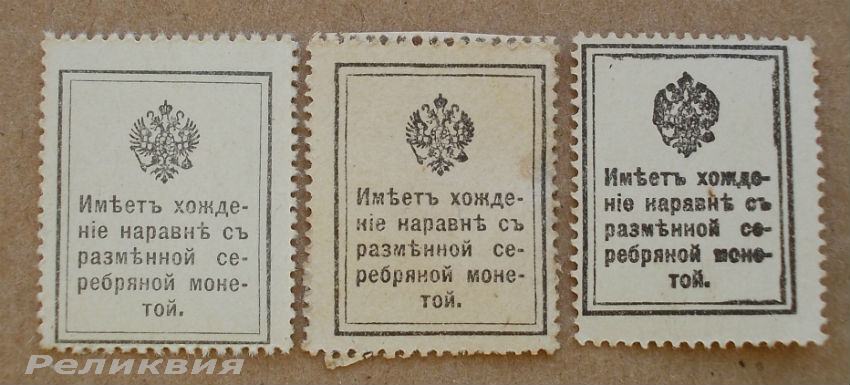 Имѣетъ хожде-
ніе наравнѣ съ
размѣнной се-
ребряной моне-
той.
Имѣетъ хожде-
ніе наравнѣ съ
размѣнной се-
ребряной моне-
той.
Имѣетъ хожде-
ніе наравнѣ съ
размѣнной се-
ребряной моне-
той.
Реликвия